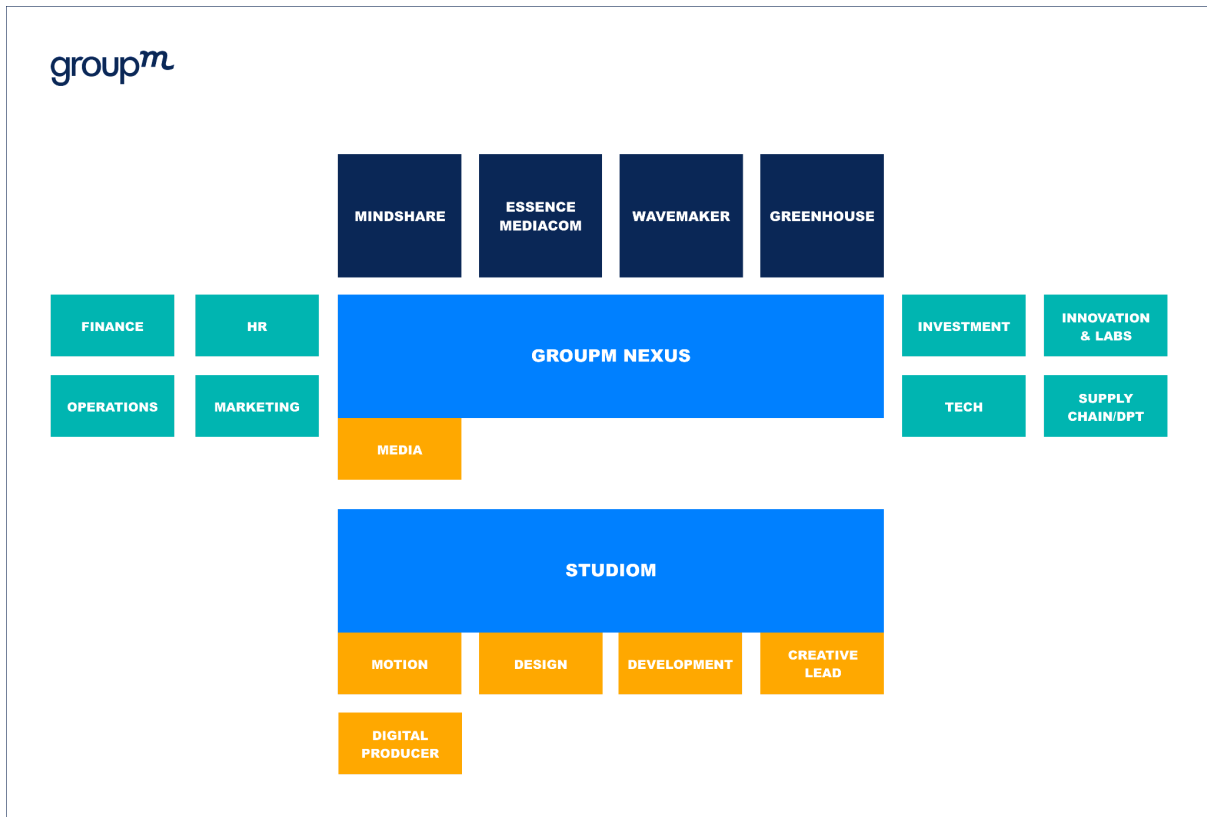 groupm
MINDSHARE
ESSENCE
MEDIACOM
WAVEMAKER
GREENHOUSE
FINANCE
HR
GROUPM NEXUS
INVESTMENT
INNOVATION
& LABS
OPERATIONS
MARKETING
TECH
SUPPLY
CHAIN/DPT
MEDIA
STUDIOM
MOTION
DESIGN
DEVELOPMENT
CREATIVE
LEAD
DIGITAL
PRODUCER